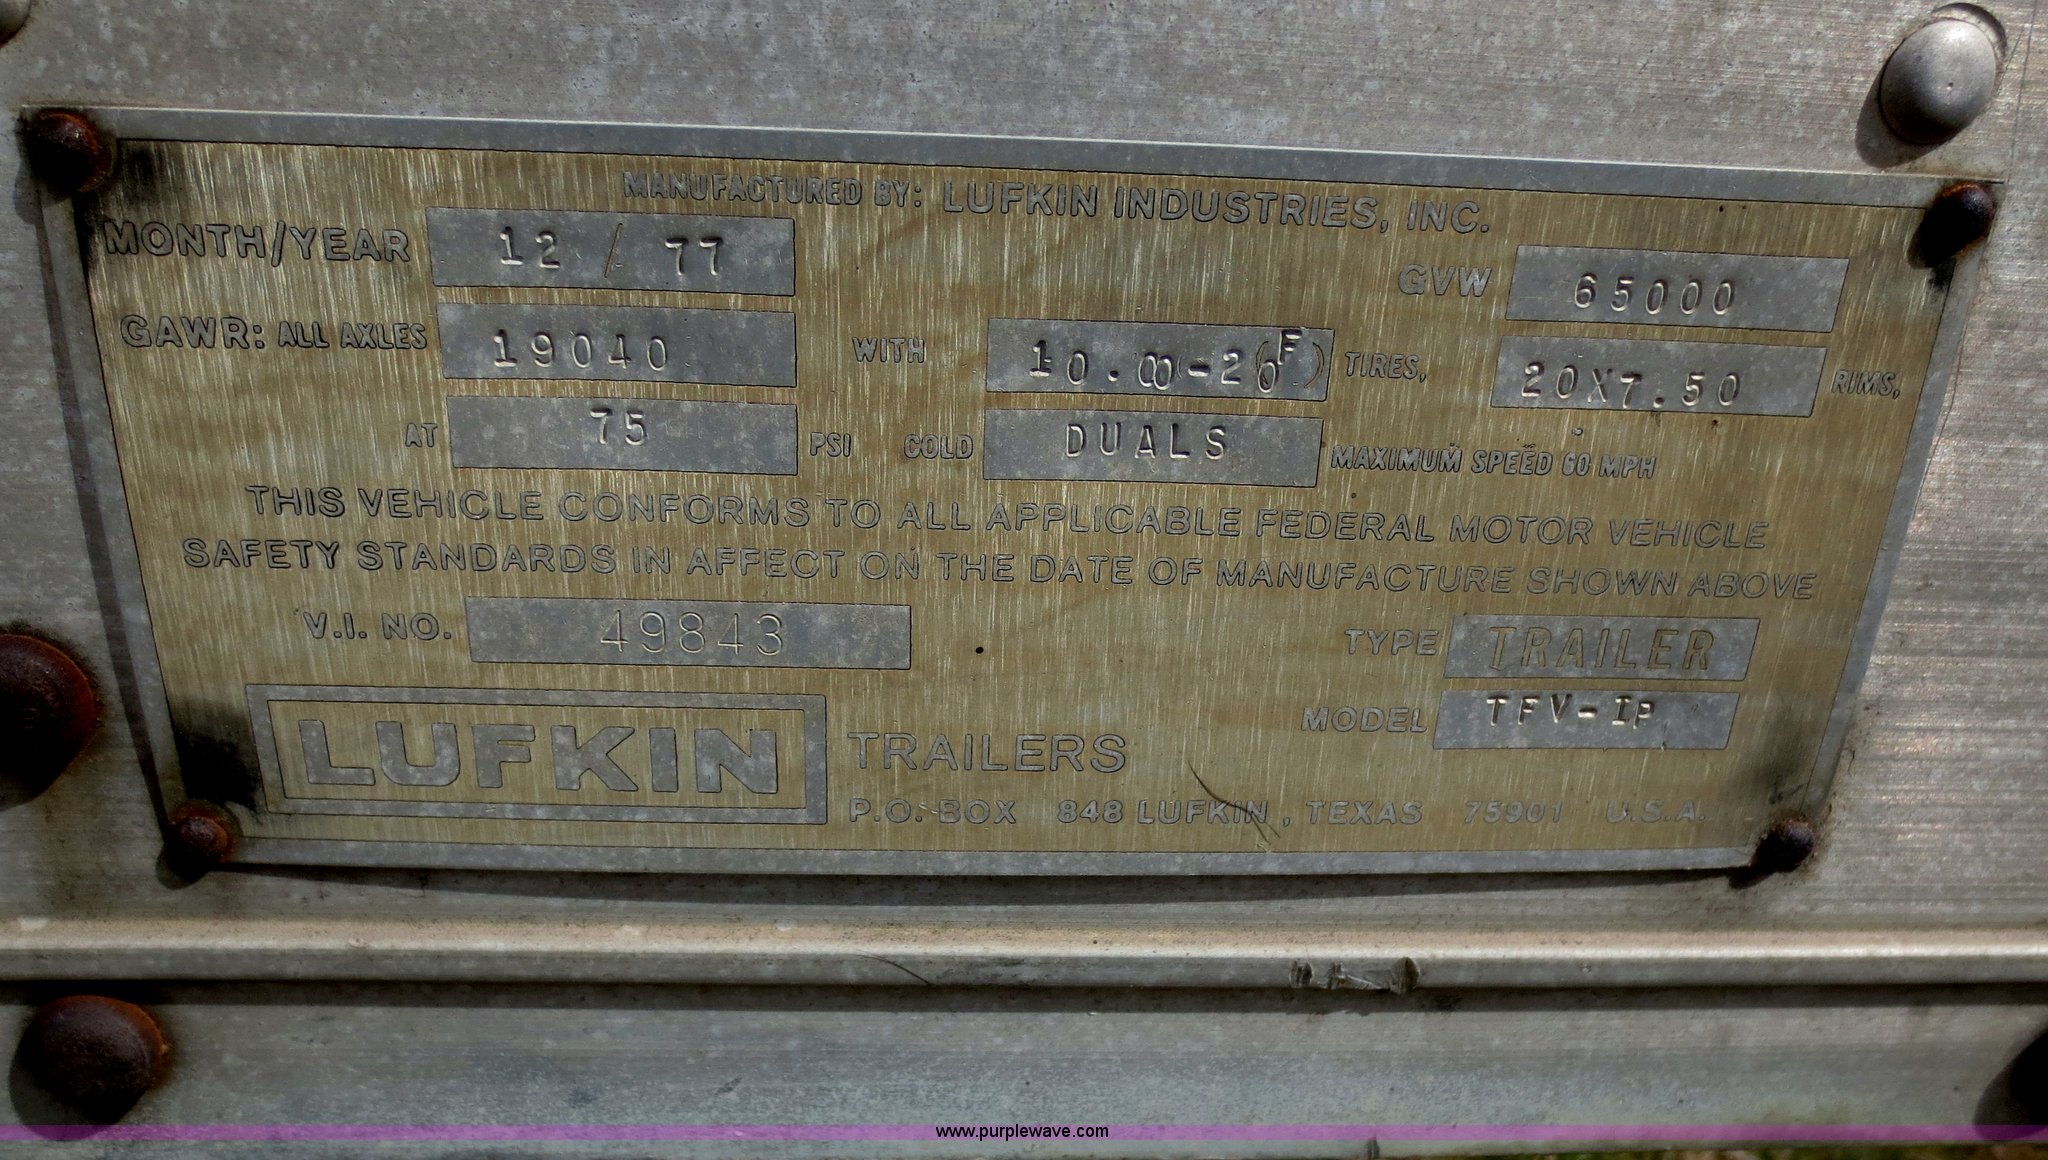 MANUFACTURED BY: LUFKIN INDUSTRIES, INC.
MONTH/YEAR 12 / 77 GVW 65000
GAWR: ALL AXLES 19040 WITH 10.00-20(F) TIRES, 20X7.50 RIMS,
AT 75 PSI COLD DUALS MAXIMUM SPEED 60 MPH
THIS VEHICLE CONFORMS TO ALL APPLICABLE FEDERAL MOTOR VEHICLE
SAFETY STANDARDS IN AFFECT ON THE DATE OF MANUFACTURE SHOWN ABOVE
V.I. NO. 49843 TYPE TRAILER
MODEL TFV-IP
LUFKIN TRAILERS
P.O. BOX 848 LUFKIN, TEXAS 75901 U.S.A.
www.purplewave.com